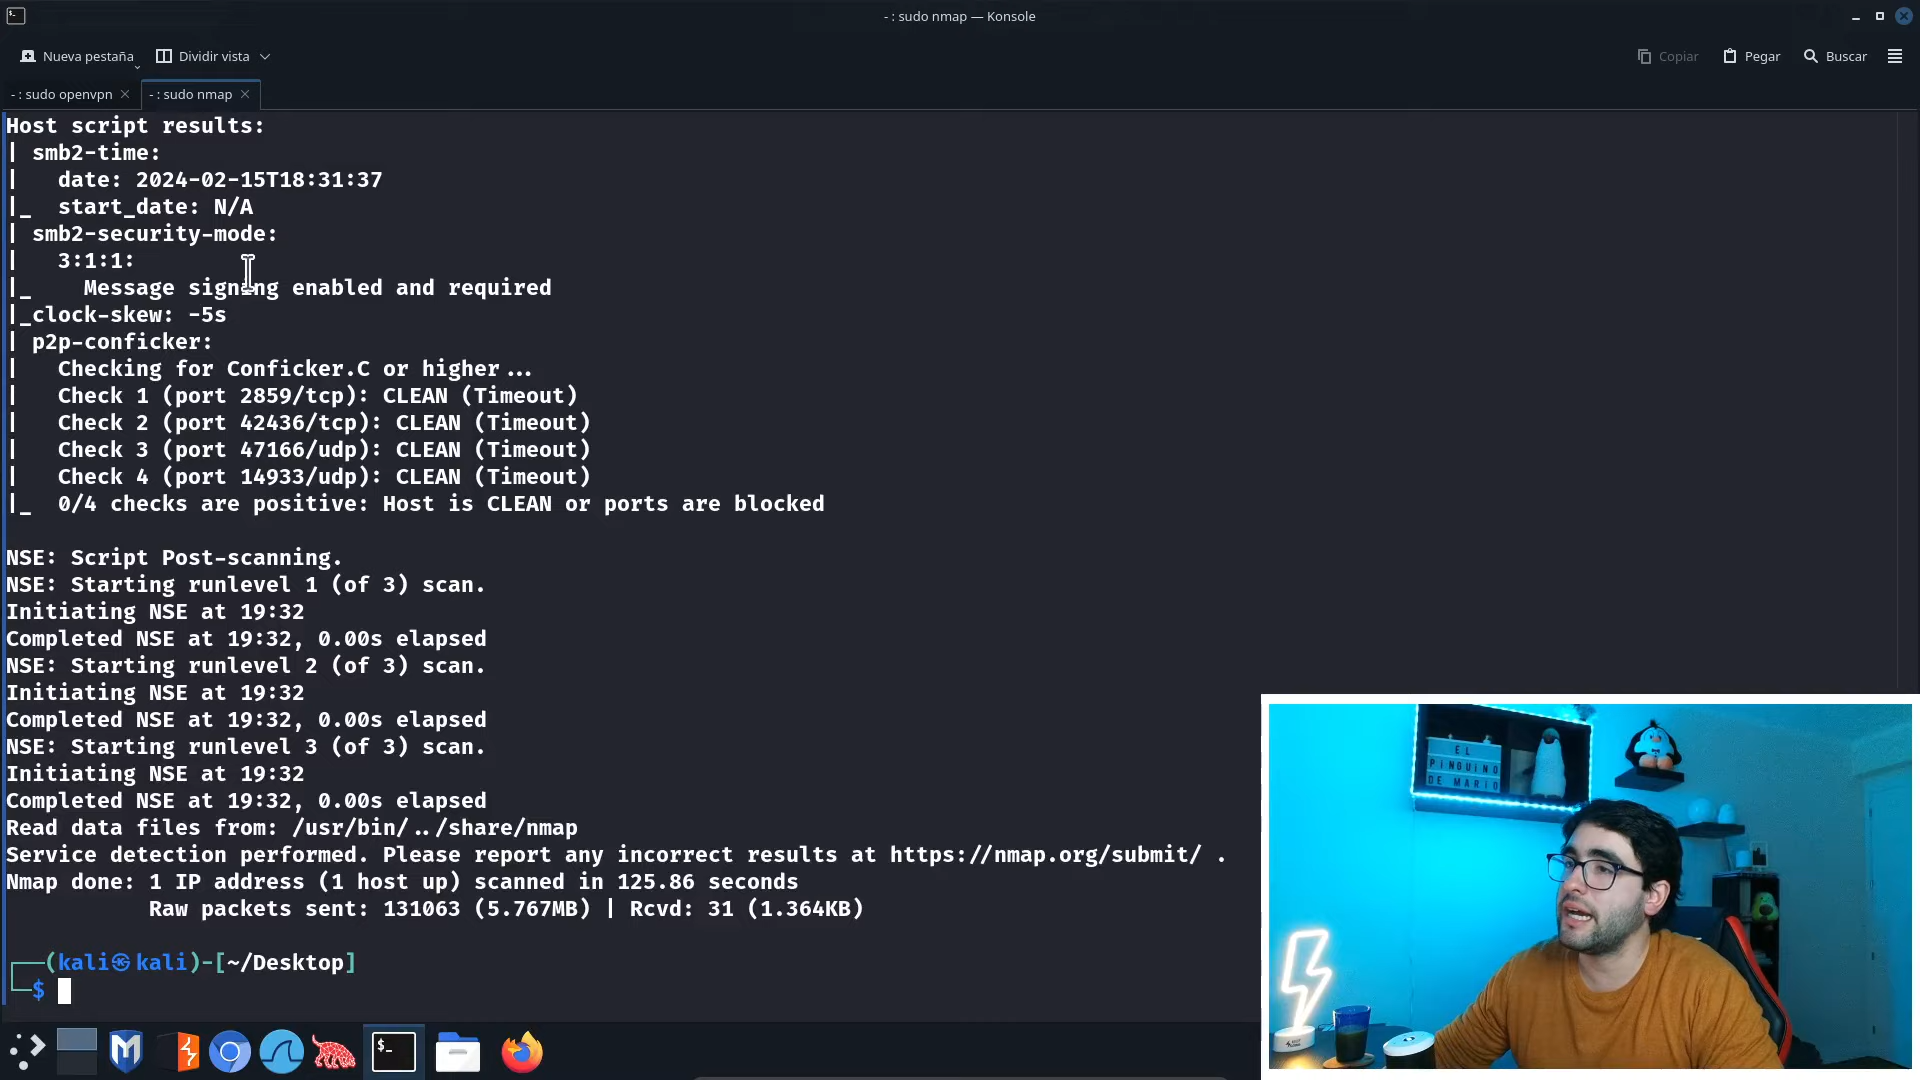 - : sudo nmap — Konsole
Nueva pestaña
Dividir vista
Copiar
Pegar
Buscar
- : sudo openvpn
- : sudo nmap
Host script results:
| smb2-time:
|   date: 2024-02-15T18:31:37
|_  start_date: N/A
| smb2-security-mode:
|   3:1:1:
|_    Message signing enabled and required
|_clock-skew: -5s
| p2p-conficker:
|   Checking for Conficker.C or higher...
|   Check 1 (port 2859/tcp): CLEAN (Timeout)
|   Check 2 (port 42436/tcp): CLEAN (Timeout)
|   Check 3 (port 47166/udp): CLEAN (Timeout)
|   Check 4 (port 14933/udp): CLEAN (Timeout)
|_  0/4 checks are positive: Host is CLEAN or ports are blocked
NSE: Script Post-scanning.
NSE: Starting runlevel 1 (of 3) scan.
Initiating NSE at 19:32
Completed NSE at 19:32, 0.00s elapsed
NSE: Starting runlevel 2 (of 3) scan.
Initiating NSE at 19:32
Completed NSE at 19:32, 0.00s elapsed
NSE: Starting runlevel 3 (of 3) scan.
Initiating NSE at 19:32
Completed NSE at 19:32, 0.00s elapsed
Read data files from: /usr/bin/../share/nmap
Service detection performed. Please report any incorrect results at https://nmap.org/submit/ .
Nmap done: 1 IP address (1 host up) scanned in 125.86 seconds
Raw packets sent: 131063 (5.767MB) | Rcvd: 31 (1.364KB)
(kali㉿kali)-[~/Desktop]
$
EL
PINGUINO
DE MARIO